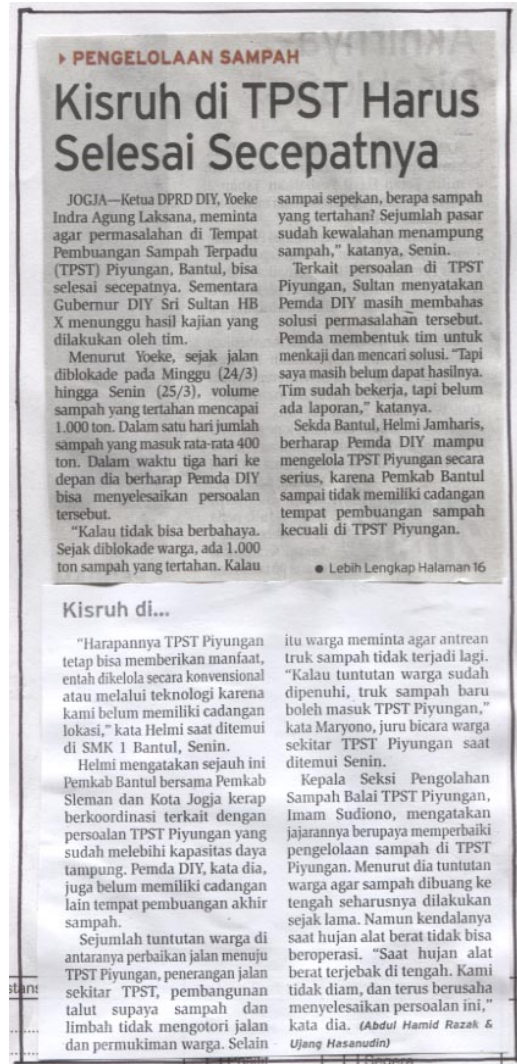 PENGELOLAAN SAMPAH
Kisruh di TPST Harus
Selesai Secepatnya
JOGJA—Ketua DPRD DIY, Yoeke
Indra Agung Laksana, meminta
agar permasalahan di Tempat
Pembuangan Sampah Terpadu
(TPST) Piyungan, Bantul, bisa
selesai secepatnya. Sementara
Gubernur DIY Sri Sultan HB
X menunggu hasil kajian yang
dilakukan oleh tim.
Menurut Yoeke, sejak jalan
diblokade pada Minggu (24/3)
hingga Senin (25/3), volume
sampah yang tertahan mencapai
1.000 ton. Dalam satu hari jumlah
sampah yang masuk rata-rata 400
ton. Dalam waktu tiga hari ke
depan dia berharap Pemda DIY
bisa menyelesaikan persoalan
tersebut.
“Kalau tidak bisa berbahaya.
Sejak diblokade warga, ada 1.000
ton sampah yang tertahan. Kalau
sampai sepekan, berapa sampah
yang tertahan? Sejumlah pasar
sudah kewalahan menampung
sampah,” katanya, Senin.
Terkait persoalan di TPST
Piyungan, Sultan menyatakan
Pemda DIY masih membahas
solusi permasalahan tersebut.
Pemda membentuk tim untuk
mengkaji dan mencari solusi. “Tapi
saya masih belum dapat hasilnya.
Tim sudah bekerja, tapi belum
ada laporan,” katanya.
Sekda Bantul, Helmi Jamharis,
berharap Pemda DIY mampu
mengelola TPST Piyungan secara
serius, karena Pemkab Bantul
sampai tidak memiliki cadangan
tempat pembuangan sampah
kecuali di TPST Piyungan.
● Lebih Lengkap Halaman 16
Kisruh di...
“Harapannya TPST Piyungan
tetap bisa memberikan manfaat,
entah dikelola secara konvensional
atau melalui teknologi karena
kami belum memiliki cadangan
lokasi,” kata Helmi saat ditemui
di SMK 1 Bantul, Senin.
Helmi mengatakan sejauh ini
Pemkab Bantul bersama Pemkab
Sleman dan Kota Jogja kerap
berkoordinasi terkait dengan
persoalan TPST Piyungan yang
sudah melebihi kapasitas daya
tampung. Pemda DIY, kata dia,
juga belum memiliki cadangan
lain tempat pembuangan akhir
sampah.
Sejumlah tuntutan warga di
antaranya perbaikan jalan menuju
TPST Piyungan, penerangan jalan
sekitar TPST, pembangunan
talut supaya sampah dan
limbah tidak mengotori jalan
dan permukiman warga. Selain
itu warga meminta agar antrean
truk sampah tidak terjadi lagi.
“Kalau tuntutan warga sudah
dipenuhi, truk sampah baru
boleh masuk TPST Piyungan,”
kata Maryono, juru bicara warga
sekitar TPST Piyungan saat
ditemui Senin.
Kepala Seksi Pengolahan
Sampah Balai TPST Piyungan,
Imam Sudiono, mengatakan
jajarannya berupaya memperbaiki
pengelolaan sampah di TPST
Piyungan. Menurut dia tuntutan
warga agar sampah dibuang ke
tengah seharusnya dilakukan
sejak lama. Namun kendalanya
saat hujan alat berat tidak bisa
beroperasi. “Saat hujan alat
berat terjebak di tengah. Kami
tidak diam, dan terus berusaha
menyelesaikan persoalan ini,”
kata dia. (Abdul Hamid Razak &
Ujang Hasanudin)